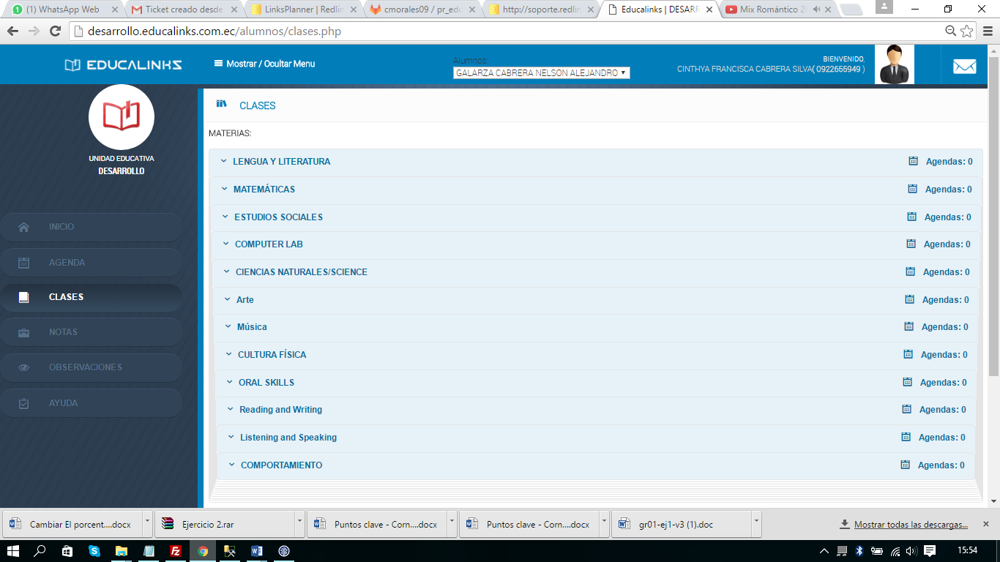 (1) WhatsApp Web
Ticket creado desde
LinksPlanner | Redlin
cmorales09 / pr_edu
http://soporte.redlin
Educalinks | DESARR
Mix Romántico 2
desarrollo.educalinks.com.ec/alumnos/clases.php
EDUCALINKS
Mostrar / Ocultar Menu
Alumnos:
GALARZA CABRERA NELSON ALEJANDRO
BIENVENIDO,
CINTHYA FRANCISCA CABRERA SILVA( 0922655949 )
UNIDAD EDUCATIVA
DESARROLLO
INICIO
AGENDA
CLASES
NOTAS
OBSERVACIONES
AYUDA
CLASES
MATERIAS:
LENGUA Y LITERATURA Agendas: 0
MATEMÁTICAS Agendas: 0
ESTUDIOS SOCIALES Agendas: 0
COMPUTER LAB Agendas: 0
CIENCIAS NATURALES/SCIENCE Agendas: 0
Arte Agendas: 0
Música Agendas: 0
CULTURA FÍSICA Agendas: 0
ORAL SKILLS Agendas: 0
Reading and Writing Agendas: 0
Listening and Speaking Agendas: 0
COMPORTAMIENTO Agendas: 0
Cambiar El porcent....docx
Ejercicio 2.rar
Puntos clave - Corn....docx
Puntos clave - Corn....docx
gr01-ej1-v3 (1).doc
Mostrar todas las descargas...
15:54